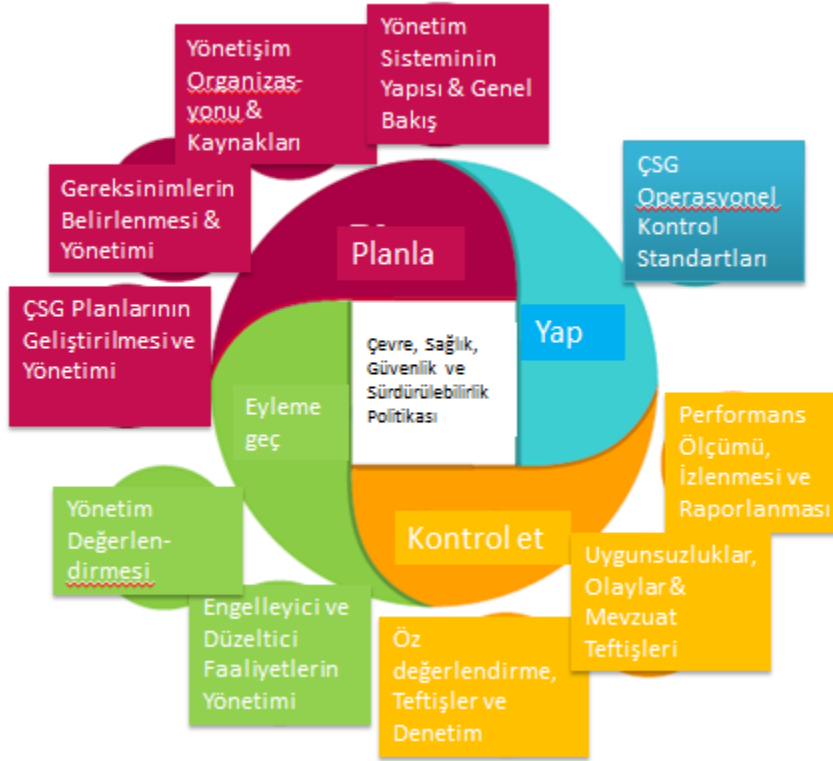 Yönetim
Sisteminin
Yapısı & Genel
Bakış
Yönetişim
Organizas-
yonu &
Kaynakları
Gereksinimlerin
Belirlenmesi &
Yönetimi
ÇSG Planlarının
Geliştirilmesi ve
Yönetimi
ÇSG
Operasyonel
Kontrol
Standartları
Planla
Yap
Çevre, Sağlık,
Güvenlik ve
Sürdürülebilirlik
Politikası
Eyleme
geç
Kontrol et
Performans
Ölçümü,
İzlenmesi ve
Raporlanması
Uygunsuzluklar,
Olaylar &
Mevzuat
Teftişleri
Öz
değerlendirme,
Teftişler ve
Denetim
Engelleyici ve
Düzeltici
Faaliyetlerin
Yönetimi
Yönetim
Değerlen-
dirmesi